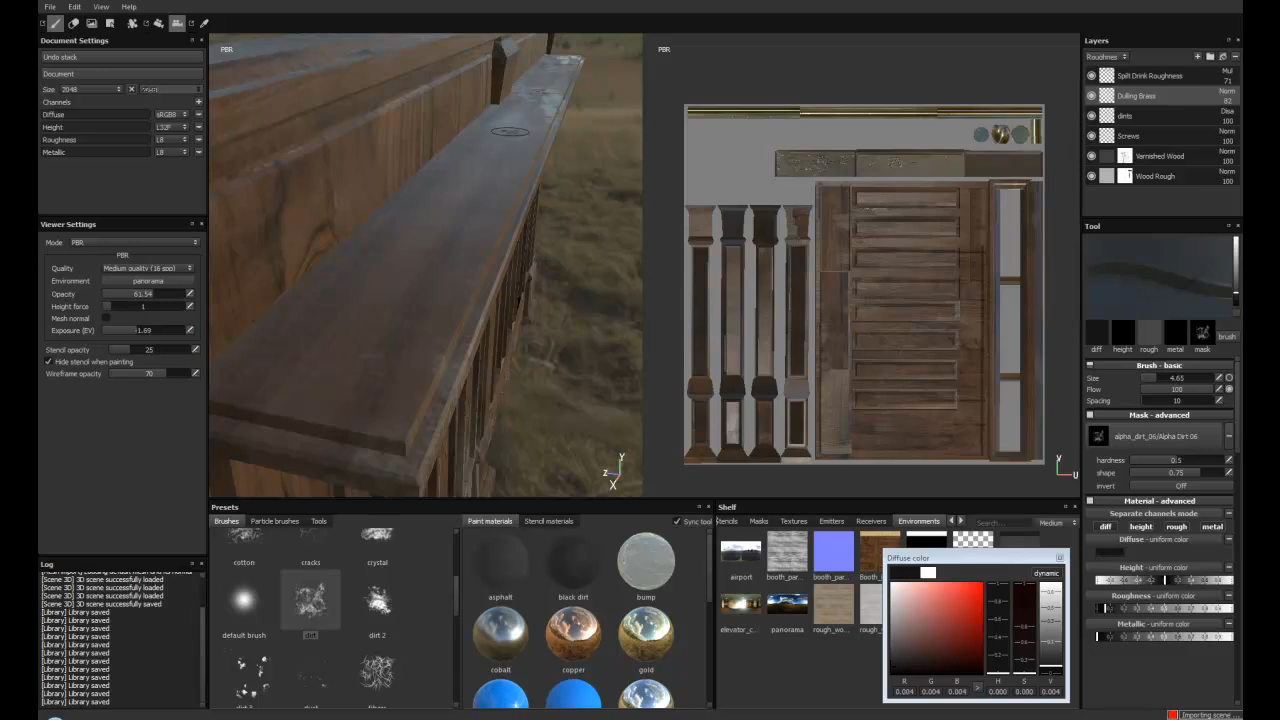 File Edit View Help
Document Settings
Undo stack
Document
Size 2048
Channels
Diffuse sRGB8
Height L32F
Roughness L8
Metallic L8
Viewer Settings
Mode PBR
PBR
Quality Medium quality (16 spp)
Environment panorama
Opacity 61.54
Height force 1
Mesh normal
Exposure (EV) -1.69
Stencil opacity 25
Hide stencil when painting
Wireframe opacity 70
Log
[Scene 3D] 3D scene successfully loaded
[Scene 3D] 3D scene successfully loaded
[Scene 3D] 3D scene successfully loaded
[Scene 3D] 3D scene successfully saved
[Library] Library saved
[Library] Library saved
[Library] Library saved
[Library] Library saved
[Library] Library saved
[Library] Library saved
[Library] Library saved
[Library] Library saved
[Library] Library saved
[Library] Library saved
[Library] Library saved
[Library] Library saved
PBR
Y
Z
X
PBR
V
U
Presets
Brushes Particle brushes Tools
cotton cracks crystal
default brush dirt dirt 2
Paint materials Stencil materials Sync tool
asphalt black dirt bump
cobalt copper gold
Shelf
Stencils Masks Textures Emitters Receivers Environments Search... Medium
airport booth_par... booth_par...
elevator_c... panorama rough_wo... rough_
Diffuse color
dynamic
R G B H S V
0.004 0.004 0.004 0.000 0.000 0.004
Layers
Roughness
Spilt Drink Roughness Mul 71
Dulling Brass Norm 82
dints Disa 100
Screws Norm 100
Varnished Wood Norm 100
Wood Rough Norm 100
Tool
diff height rough metal mask brush
Brush - basic
Size 4.65
Flow 100
Spacing 10
Mask - advanced
alpha_dirt_06/Alpha Dirt 06
hardness 0.5
shape 0.75
invert Off
Material - advanced
Separate channels mode
diff height rough metal
Diffuse - uniform color
Height - uniform color
Roughness - uniform color
Metallic - uniform color
Importing scene ...